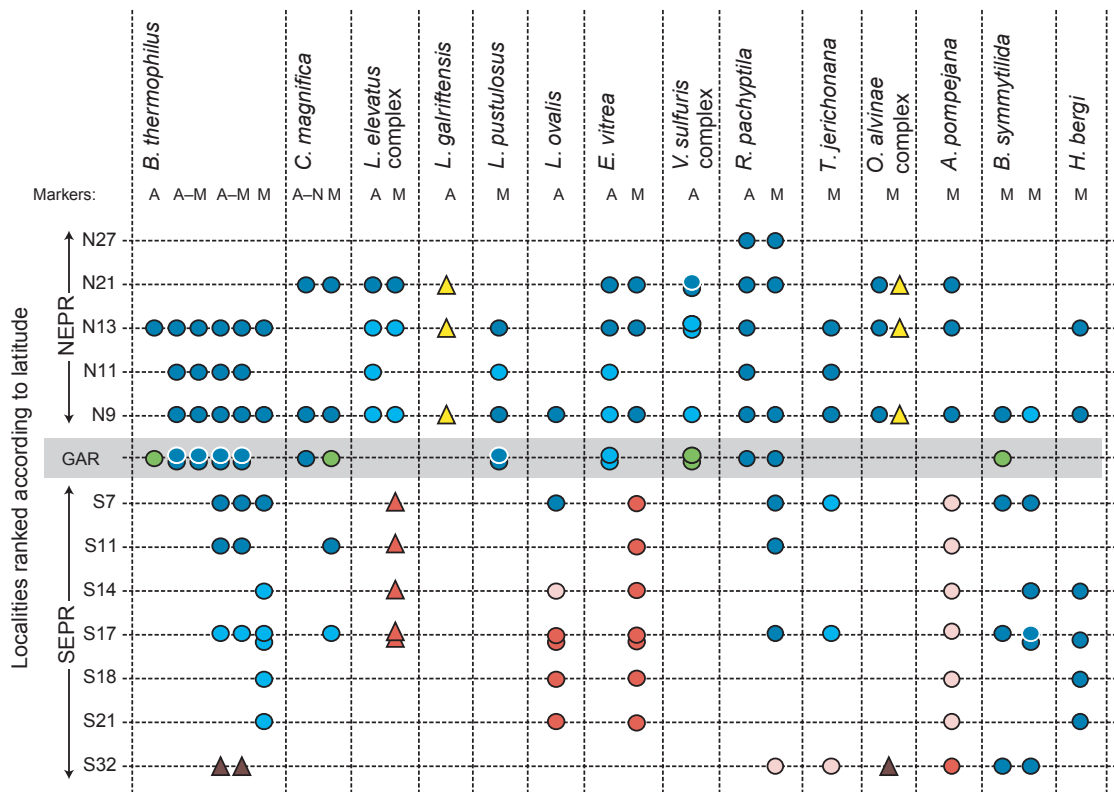 B. thermophilus
C. magnifica
L. elevatus
complex
L. galriftensis
L. pustulosus
L. ovalis
E. vitrea
V. sulfuris
complex
R. pachyptila
T. jerichonana
O. alvinae
complex
A. pompejana
B. symmytilida
H. bergi
Markers: A A–M A–M M A–N M A M A M A A M A A M M M M M M M
N27
N21
N13
N11
N9
GAR
S7
S11
S14
S17
S18
S21
S32
NEPR
SEPR
Localities ranked according to latitude